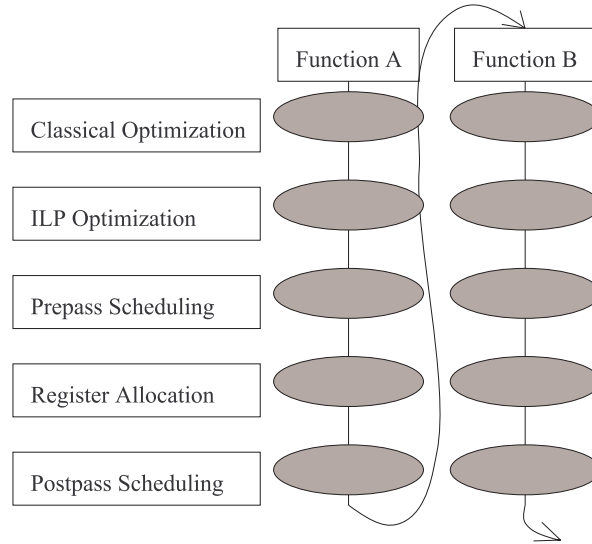 Function A
Function B
Classical Optimization
ILP Optimization
Prepass Scheduling
Register Allocation
Postpass Scheduling